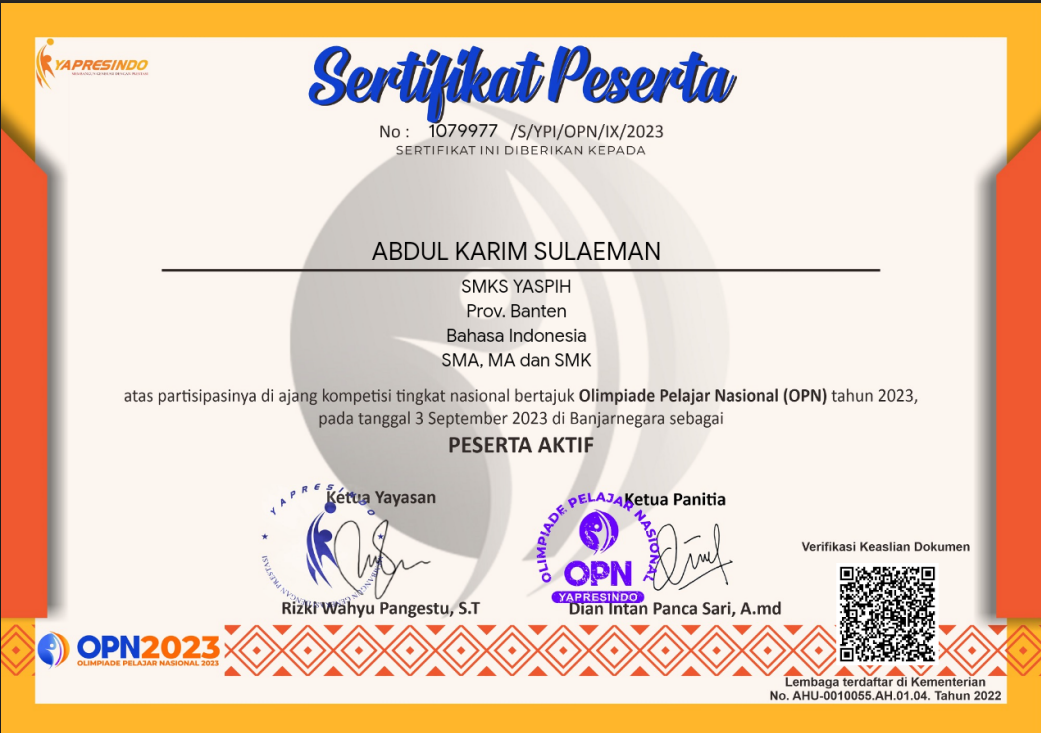 YAPRESINDO
Sertifikat Peserta
No : 1079977 /S/YPI/OPN/IX/2023
SERTIFIKAT INI DIBERIKAN KEPADA
ABDUL KARIM SULAEMAN
SMKS YASPIH
Prov. Banten
Bahasa Indonesia
SMA, MA dan SMK
atas partisipasinya di ajang kompetisi tingkat nasional bertajuk Olimpiade Pelajar Nasional (OPN) tahun 2023,
pada tanggal 3 September 2023 di Banjarnegara sebagai
PESERTA AKTIF
Ketua Yayasan
YAPRESINDO
Rizki Wahyu Pangestu, S.T
Ketua Panitia
OLIMPIADE PELAJAR NASIONAL
OPN
YAPRESINDO
Dian Intan Panca Sari, A.md
Verifikasi Keaslian Dokumen
OPN2023
OLIMPIADE PELAJAR NASIONAL 2023
Lembaga terdaftar di Kementerian
No. AHU-0010055.AH.01.04. Tahun 2022